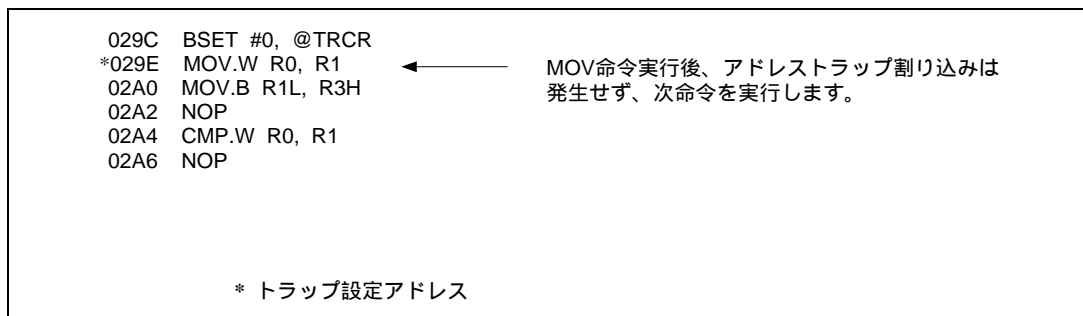 029C BSET #0, @TRCR
*029E MOV.W R0, R1
MOV命令実行後、アドレストラップ割り込みは
発生せず、次命令を実行します。
02A0 MOV.B R1L, R3H
02A2 NOP
02A4 CMP.W R0, R1
02A6 NOP
* トラップ設定アドレス